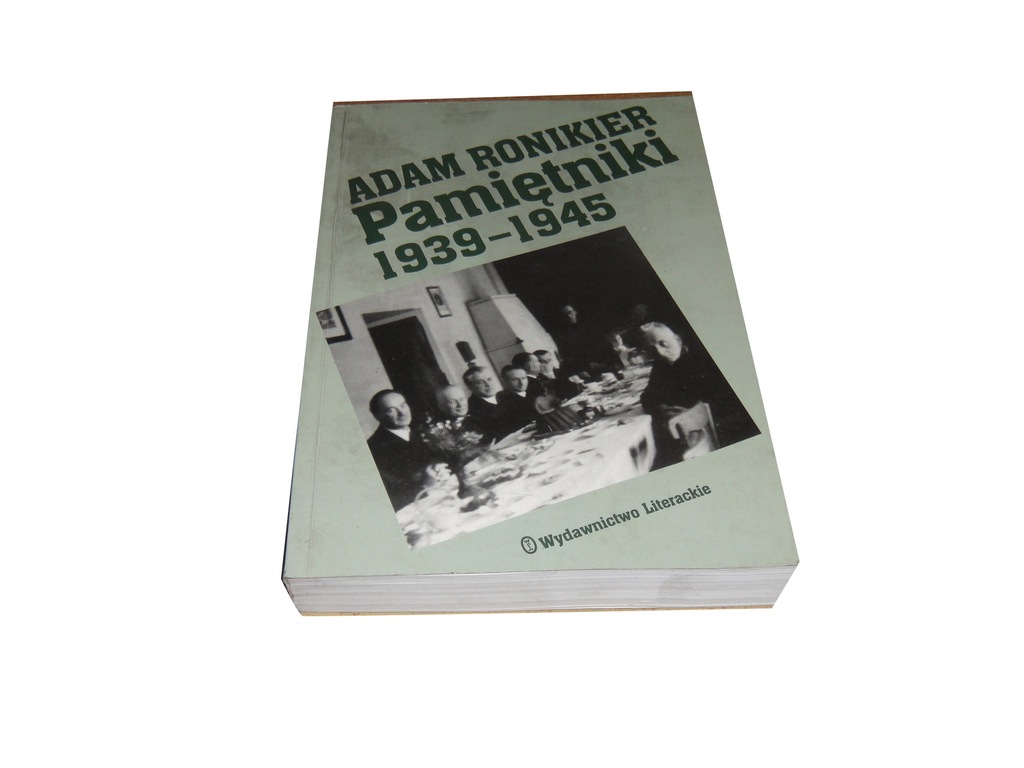 ADAM RONIKIER
Pamiętniki
1939-1945
Wydawnictwo Literackie